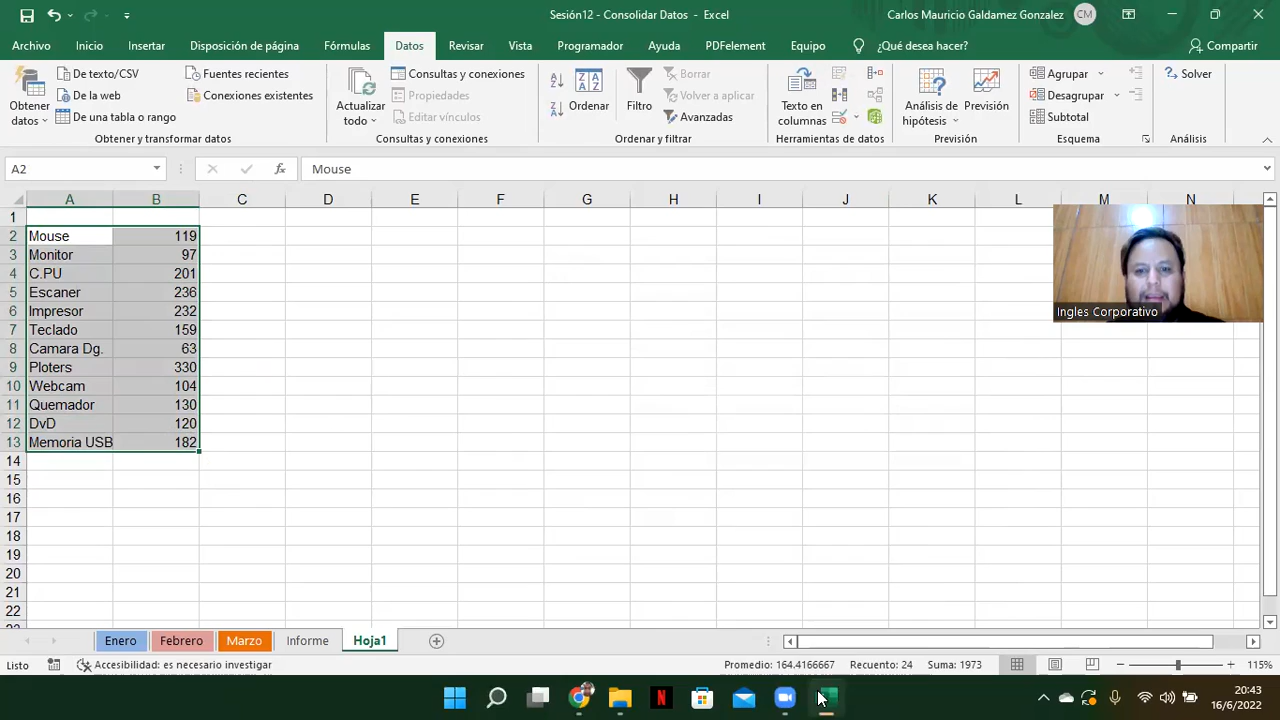 Sesión12 - Consolidar Datos - Excel
Carlos Mauricio Galdamez Gonzalez
CM
Archivo Inicio Insertar Disposición de página Fórmulas Datos Revisar Vista Programador Ayuda PDFelement Equipo ¿Qué desea hacer? Compartir
Obtener datos
De texto/CSV
De la web
De una tabla o rango
Fuentes recientes
Conexiones existentes
Obtener y transformar datos
Actualizar todo
Consultas y conexiones
Propiedades
Editar vínculos
Consultas y conexiones
Ordenar
Filtro
Borrar
Volver a aplicar
Avanzadas
Ordenar y filtrar
Texto en columnas
Herramientas de datos
Análisis de hipótesis
Previsión
Previsión
Agrupar
Desagrupar
Subtotal
Esquema
Solver
Análisis
A2
Mouse
A B C D E F G H I J K L M N
1
2 Mouse 119
3 Monitor 97
4 C.PU 201
5 Escaner 236
6 Impresor 232
7 Teclado 159
8 Camara Dg. 63
9 Ploters 330
10 Webcam 104
11 Quemador 130
12 DvD 120
13 Memoria USB 182
14
15
16
17
18
19
20
21
22
Ingles Corporativo
Enero Febrero Marzo Informe Hoja1
Listo
Accesibilidad: es necesario investigar
Promedio: 164.4166667 Recuento: 24 Suma: 1973
115%
20:43
16/6/2022